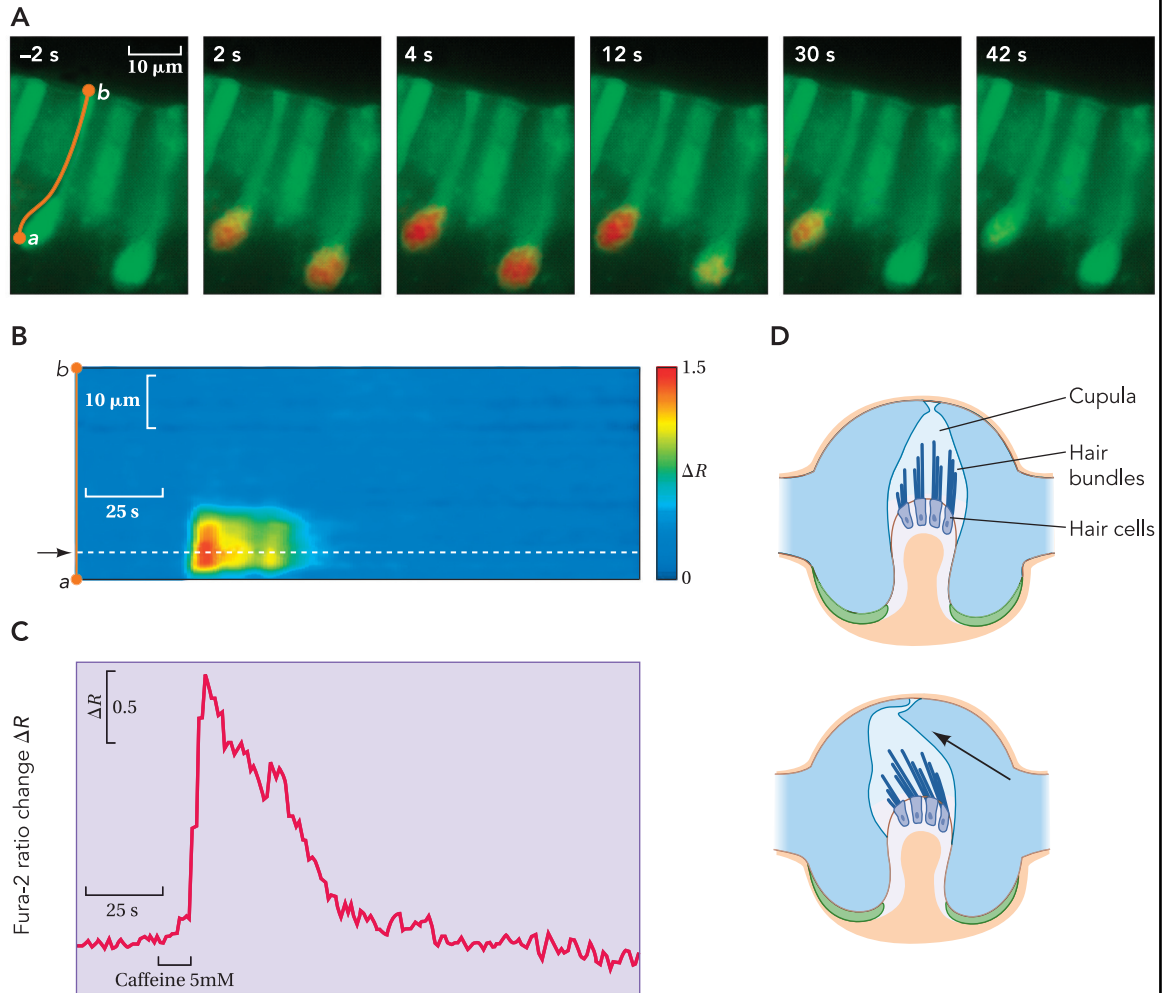 A
–2 s
10 μm
b
a
2 s
4 s
12 s
30 s
42 s
B
b
10 μm
25 s
a
1.5
ΔR
0
C
Fura-2 ratio change ΔR
ΔR
0.5
25 s
Caffeine 5mM
D
Cupula
Hair
bundles
Hair cells